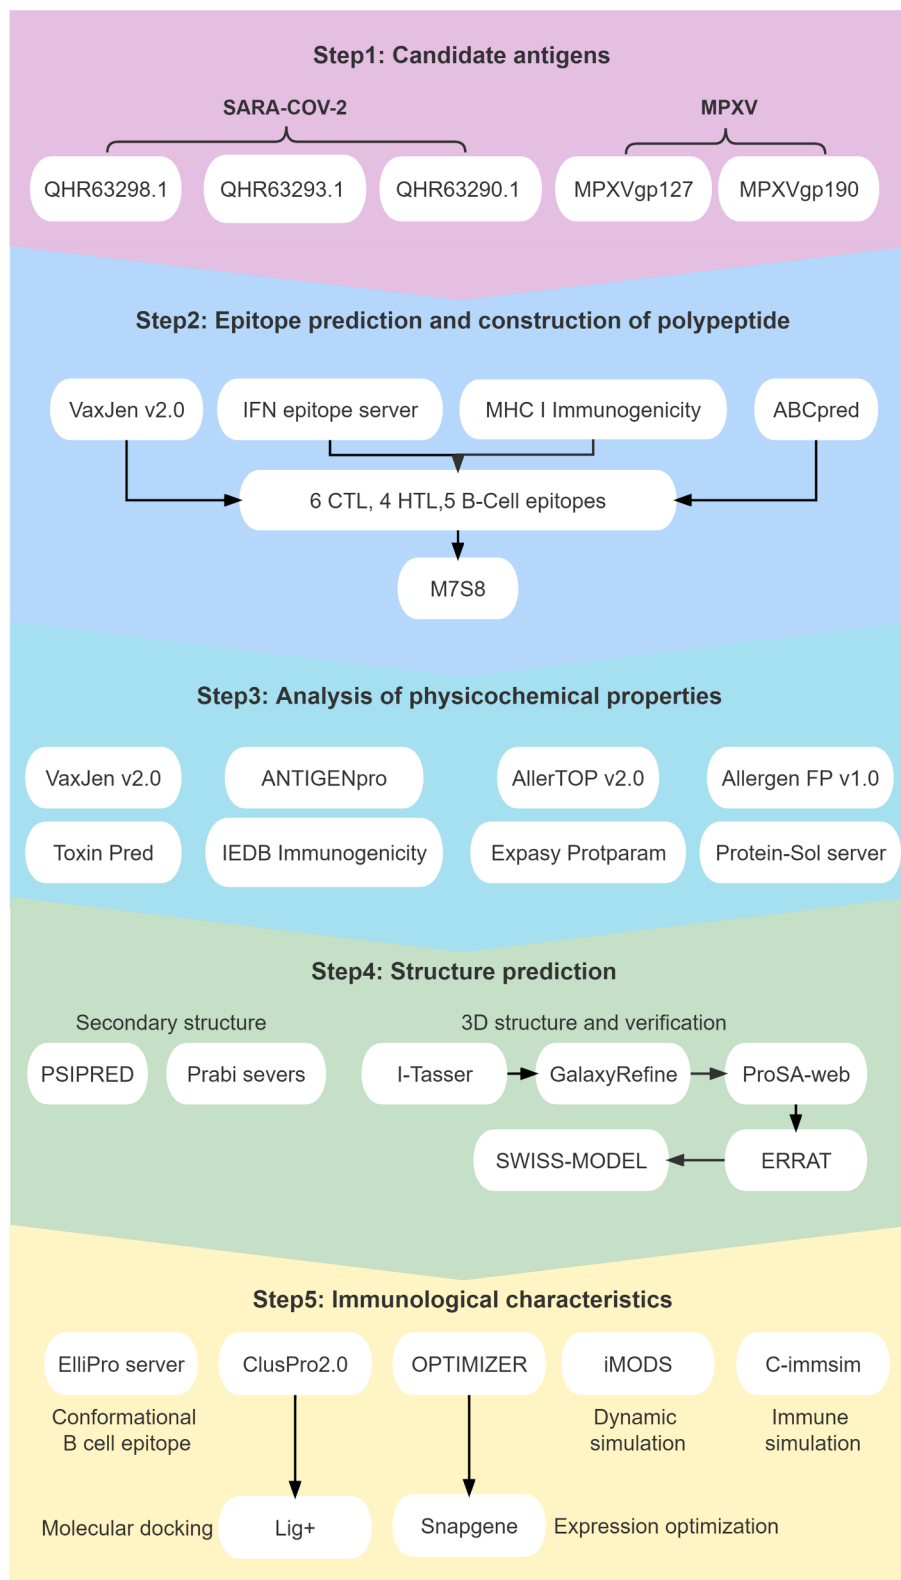 Step1: Candidate antigens
SARA-COV-2
MPXV
QHR63298.1
QHR63293.1
QHR63290.1
MPXVgp127
MPXVgp190
Step2: Epitope prediction and construction of polypeptide
VaxJen v2.0
IFN epitope server
MHC I Immunogenicity
ABCpred
6 CTL, 4 HTL,5 B-Cell epitopes
M7S8
Step3: Analysis of physicochemical properties
VaxJen v2.0
ANTIGENpro
AllerTOP v2.0
Allergen FP v1.0
Toxin Pred
IEDB Immunogenicity
Expasy Protparam
Protein-Sol server
Step4: Structure prediction
Secondary structure
3D structure and verification
PSIPRED
Prabi severs
I-Tasser
GalaxyRefine
ProSA-web
SWISS-MODEL
ERRAT
Step5: Immunological characteristics
ElliPro server
ClusPro2.0
OPTIMIZER
iMODS
C-immsim
Conformational
B cell epitope
Dynamic
simulation
Immune
simulation
Molecular docking
Lig+
Snapgene
Expression optimization